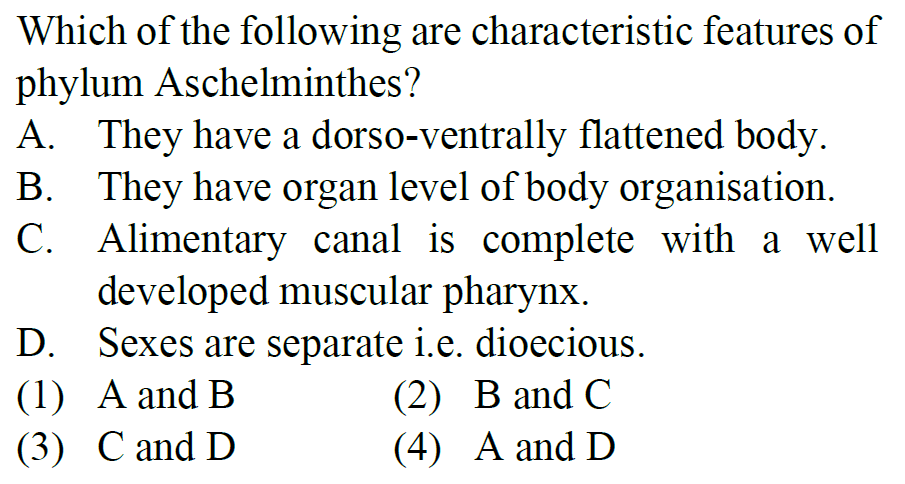 Which of the following are characteristic features of
phylum Aschelminthes?
A. They have a dorso-ventrally flattened body.
B. They have organ level of body organisation.
C. Alimentary canal is complete with a well
developed muscular pharynx.
D. Sexes are separate i.e. dioecious.
(1) A and B (2) B and C
(3) C and D (4) A and D